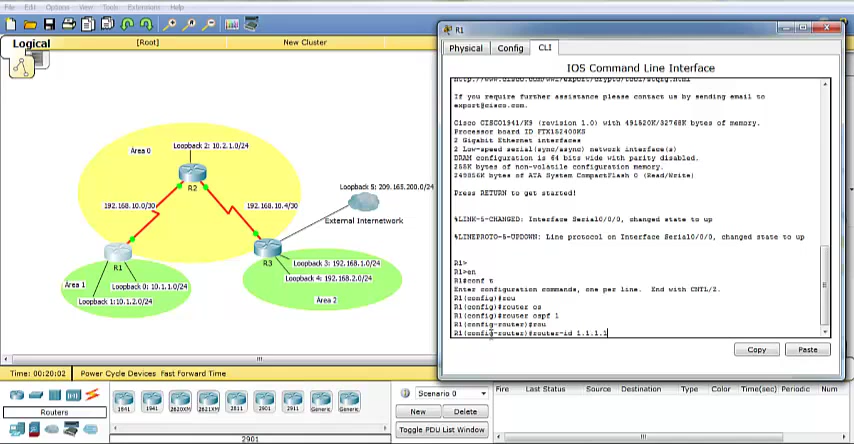 File Edit Options View Tools Extensions Help
Logical
[Root]
New Cluster
Area 0
Loopback 2: 10.2.1.0/24
R2
192.168.10.0/30
192.168.10.4/30
Loopback 5: 209.165.200.0/24
External Internetwork
R1
R3
Area 1
Loopback 0: 10.1.1.0/24
Loopback 1:10.1.2.0/24
Loopback 3: 192.168.1.0/24
Loopback 4: 192.168.2.0/24
Area 2
R1
Physical
Config
CLI
IOS Command Line Interface
If you require further assistance please contact us by sending email to
export@cisco.com.
Cisco CISCO1941/K9 (revision 1.0) with 491520K/32768K bytes of memory.
Processor board ID FTX152400KS
2 Gigabit Ethernet interfaces
2 Low-speed serial(sync/async) network interface(s)
DRAM configuration is 64 bits wide with parity disabled.
255K bytes of non-volatile configuration memory.
249856K bytes of ATA System CompactFlash 0 (Read/Write)
Press RETURN to get started!
%LINK-5-CHANGED: Interface Serial0/0/0, changed state to up
%LINEPROTO-5-UPDOWN: Line protocol on Interface Serial0/0/0, changed state to up
R1>
R1>en
R1#conf t
Enter configuration commands, one per line. End with CNTL/Z.
R1(config)#rou
R1(config)#router os
R1(config)#router ospf 1
R1(config-router)#rou
R1(config-router)#router-id 1.1.1.1
Copy
Paste
Time: 00:20:02
Power Cycle Devices Fast Forward Time
Routers
1841
1941
2620XM
2621XM
2811
2901
2911
Generic
Generic
2901
Scenario 0
New
Delete
Toggle PDU List Window
Fire Last Status Source Destination Type Color Time(sec) Periodic Num